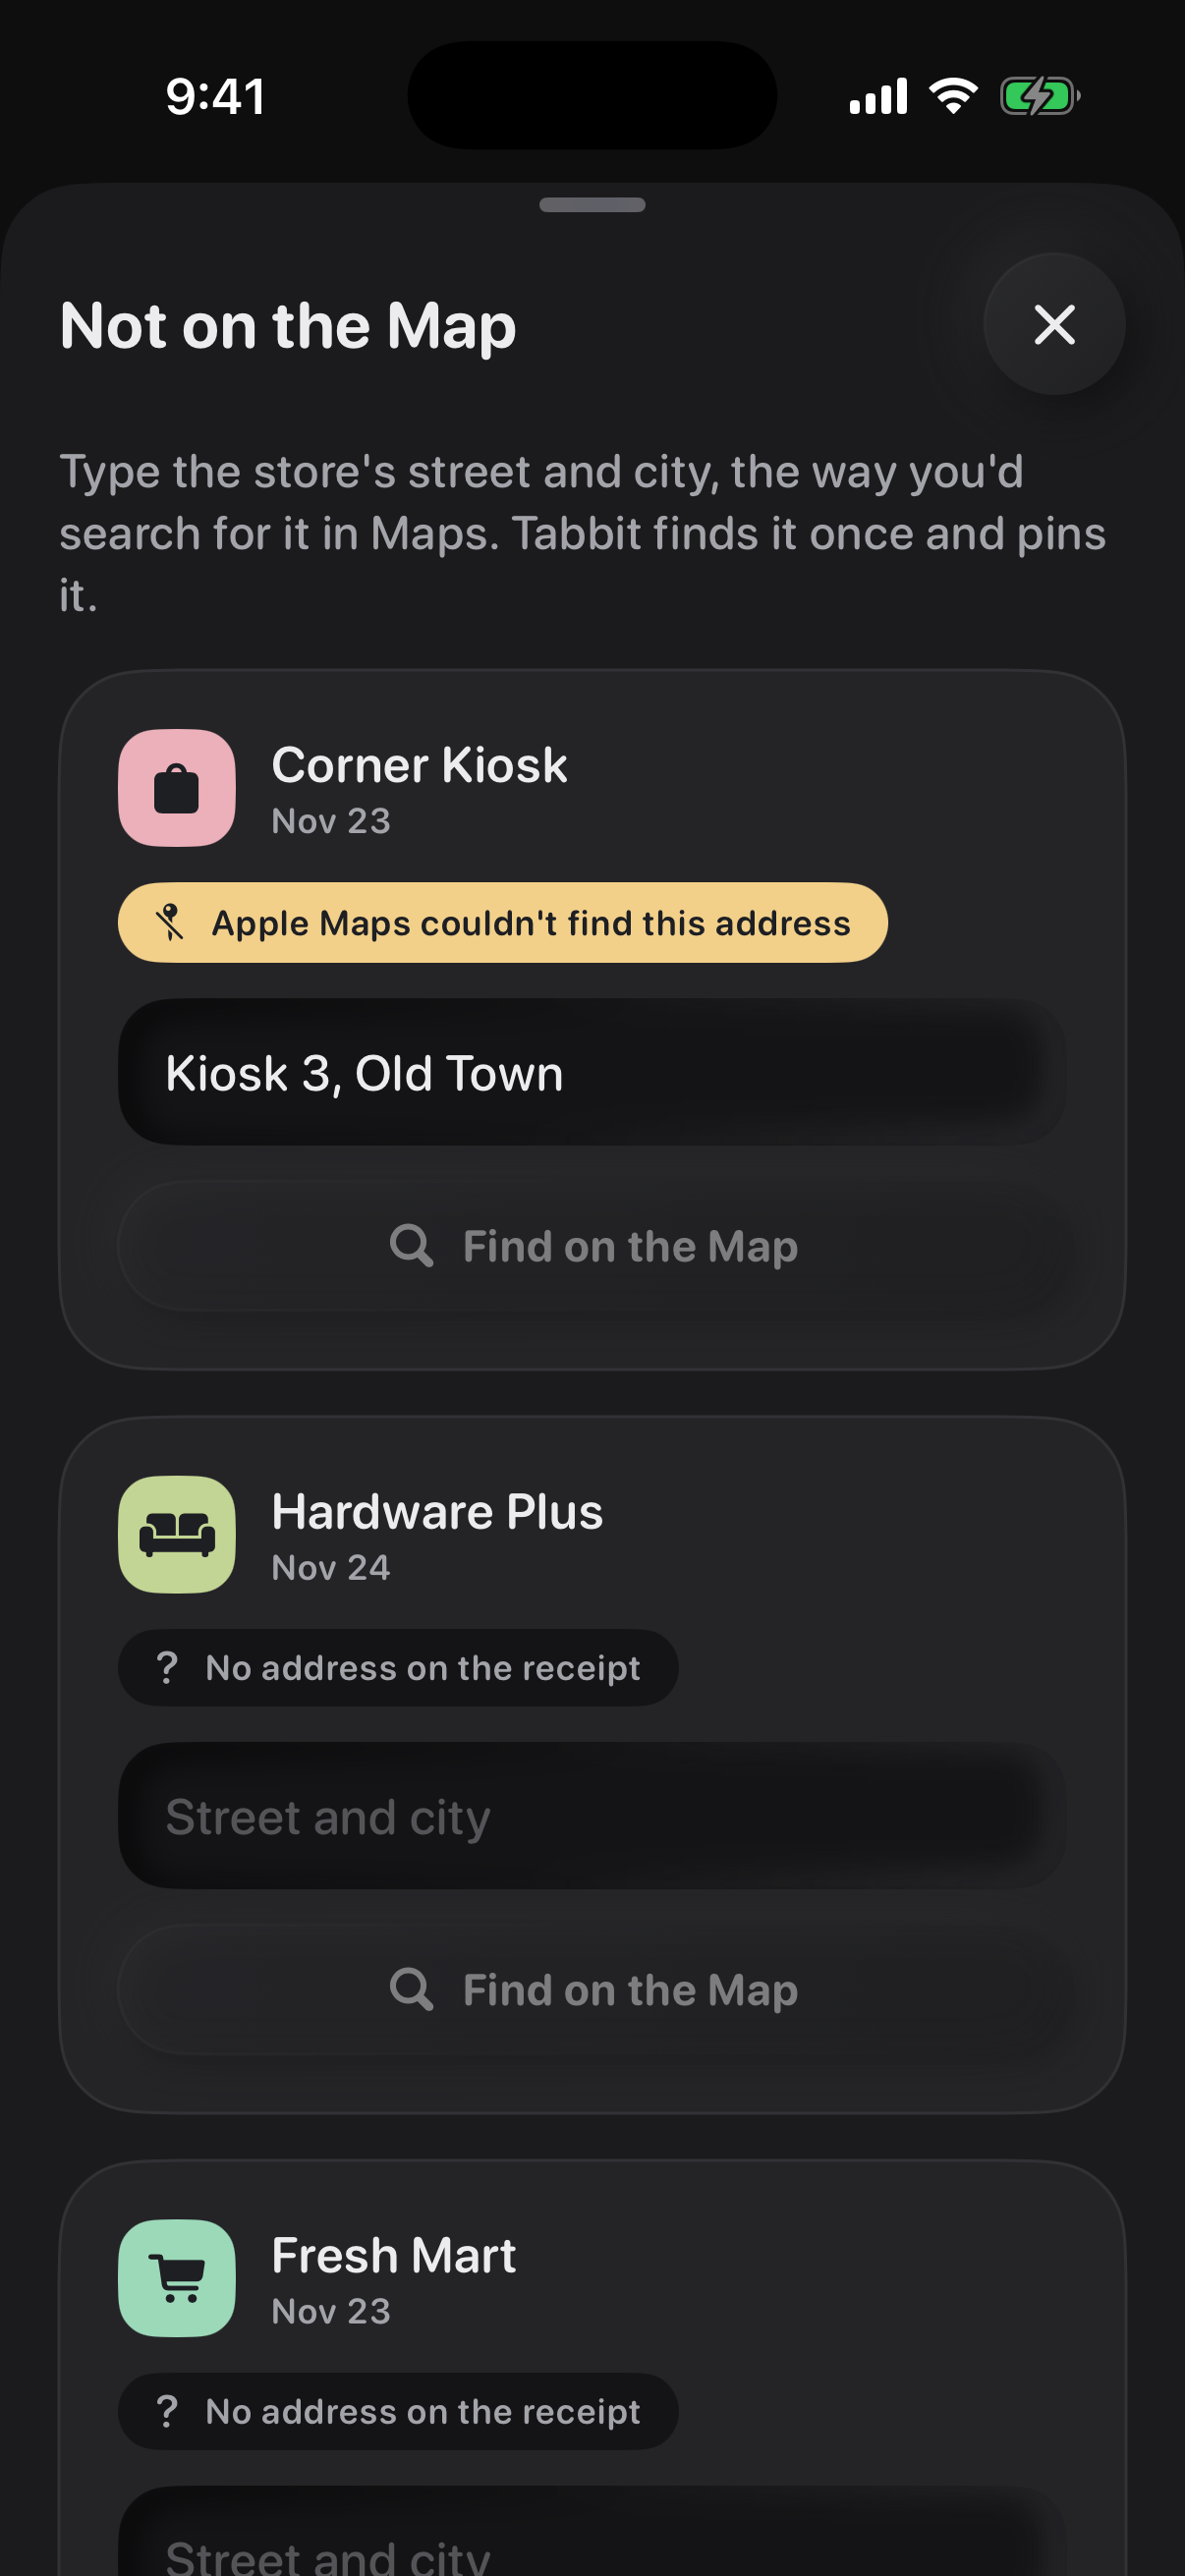 9:41
Not on the Map
Type the store's street and city, the way you'd
search for it in Maps. Tabbit finds it once and pins
it.
Corner Kiosk
Nov 23
Apple Maps couldn't find this address
Kiosk 3, Old Town
Find on the Map
Hardware Plus
Nov 24
? No address on the receipt
Street and city
Find on the Map
Fresh Mart
Nov 23
? No address on the receipt
Street and city